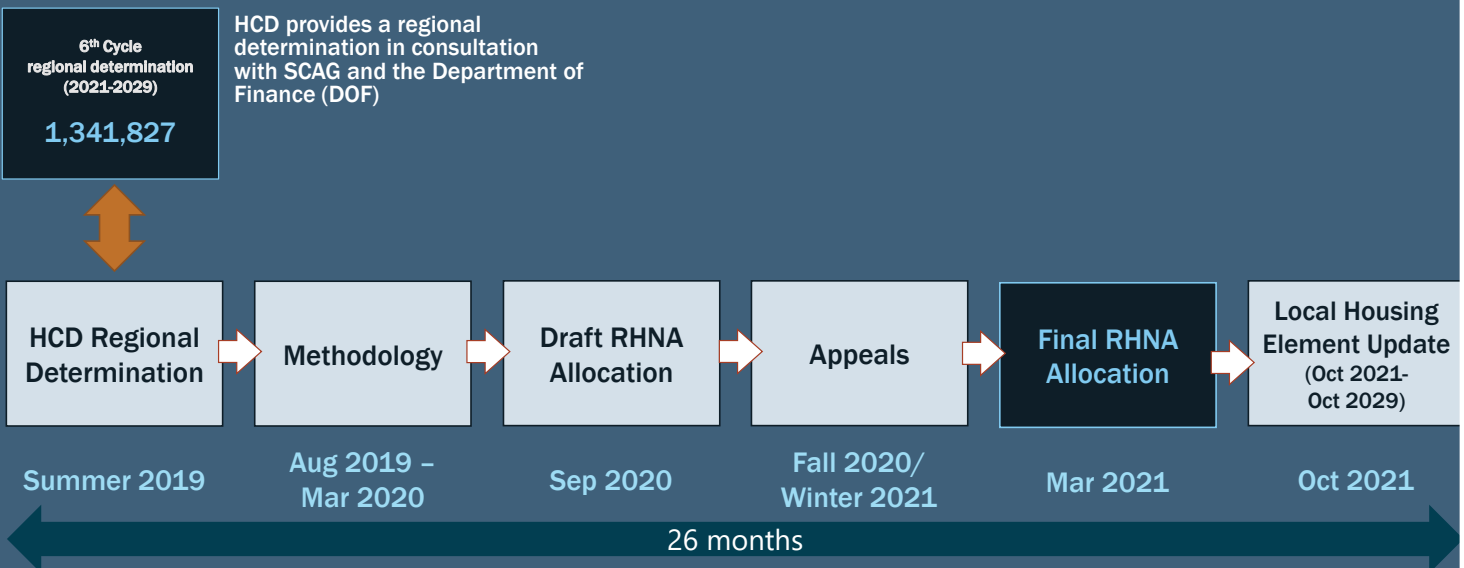 6th Cycle
regional determination
(2021-2029)
1,341,827
HCD provides a regional
determination in consultation
with SCAG and the Department of
Finance (DOF)
HCD Regional
Determination
Methodology
Draft RHNA
Allocation
Appeals
Final RHNA
Allocation
Local Housing
Element Update
(Oct 2021-
Oct 2029)
Summer 2019
Aug 2019 –
Mar 2020
Sep 2020
Fall 2020/
Winter 2021
Mar 2021
Oct 2021
26 months